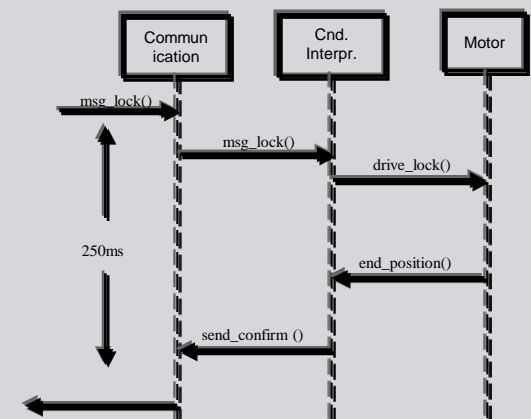 Commun
ication
Cnd.
Interpr.
Motor
msg_lock()
msg_lock()
drive_lock()
250ms
end_position()
send_confirm ()